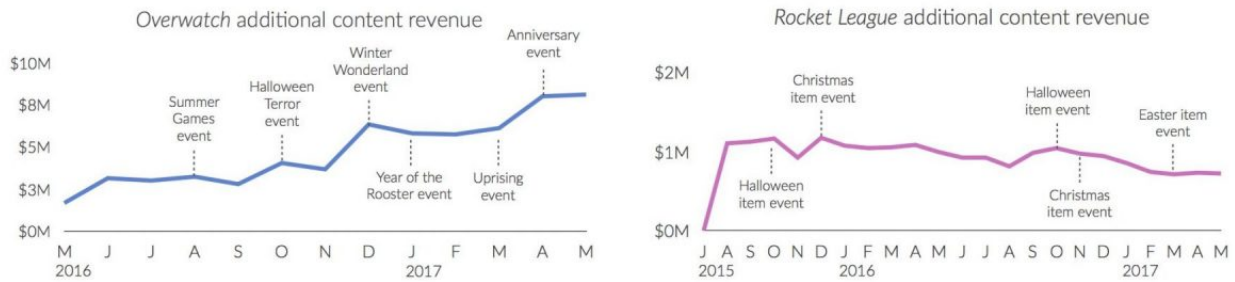 Overwatch additional content revenue
$10M
$8M
$5M
$3M
$0M
Summer
Games
event
Halloween
Terror
event
Winter
Wonderland
event
Year of the
Rooster event
Uprising
event
Anniversary
event
M J J A S O N D J F M A M
2016 2017
Rocket League additional content revenue
$2M
$1M
$0M
Halloween
item event
Christmas
item event
Halloween
item event
Christmas
item event
Easter item
event
J A S O N D J F M A M J J A S O N D J F M A M
2015 2016 2017